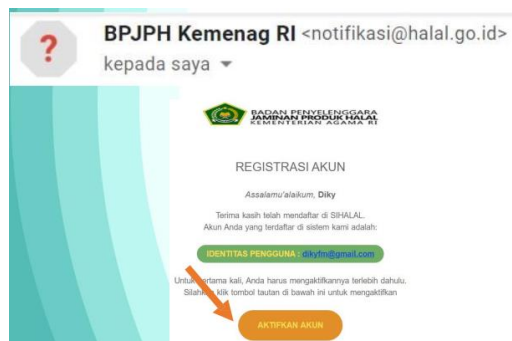 ?
BPJPH Kemenag RI <notifikasi@halal.go.id>
kepada saya
BADAN PENYELENGGARA
JAMINAN PRODUK HALAL
KEMENTERIAN AGAMA RI
REGISTRASI AKUN
Assalamu'alaikum, Diky
Terima kasih telah mendaftar di SIHALAL.
Akun Anda yang terdaftar di sistem kami adalah:
IDENTITAS PENGGUNA : dikyfm@gmail.com
Untuk pertama kali, Anda harus mengaktifkannya terlebih dahulu.
Silahkan klik tombol tautan di bawah ini untuk mengaktifkan
AKTIFKAN AKUN